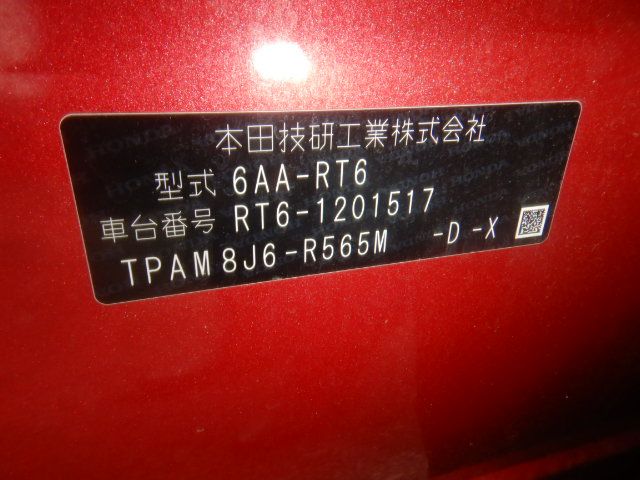 本田技研工業株式会社
型式 6AA-RT6
車台番号 RT6-1201517
TPAM 8J6-R565M -D -X